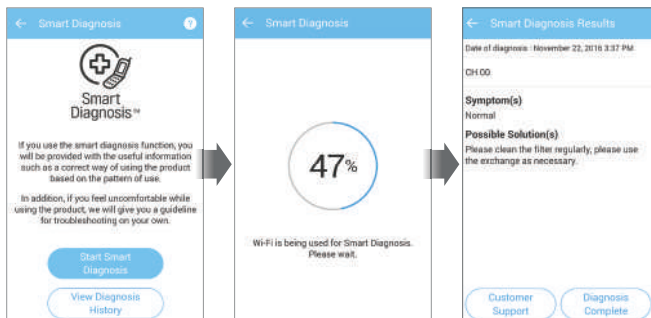 ← Smart Diagnosis ?
Smart
Diagnosis™
If you use the smart diagnosis function, you
will be provided with the useful information
such as a correct way of using the product
based on the pattern of use.
In addition, if you feel uncomfortable while
using the product, we will give you a guideline
for troubleshooting on your own.
Start Smart
Diagnosis
View Diagnosis
History
← Smart Diagnosis
47%
Wi-Fi is being used for Smart Diagnosis.
Please wait.
← Smart Diagnosis Results
Date of diagnosis : November 22, 2016 3:37 PM
CH 00
Symptom(s)
Normal
Possible Solution(s)
Please clean the filter regularly, please use
the exchange as necessary.
Customer
Support
Diagnosis
Complete